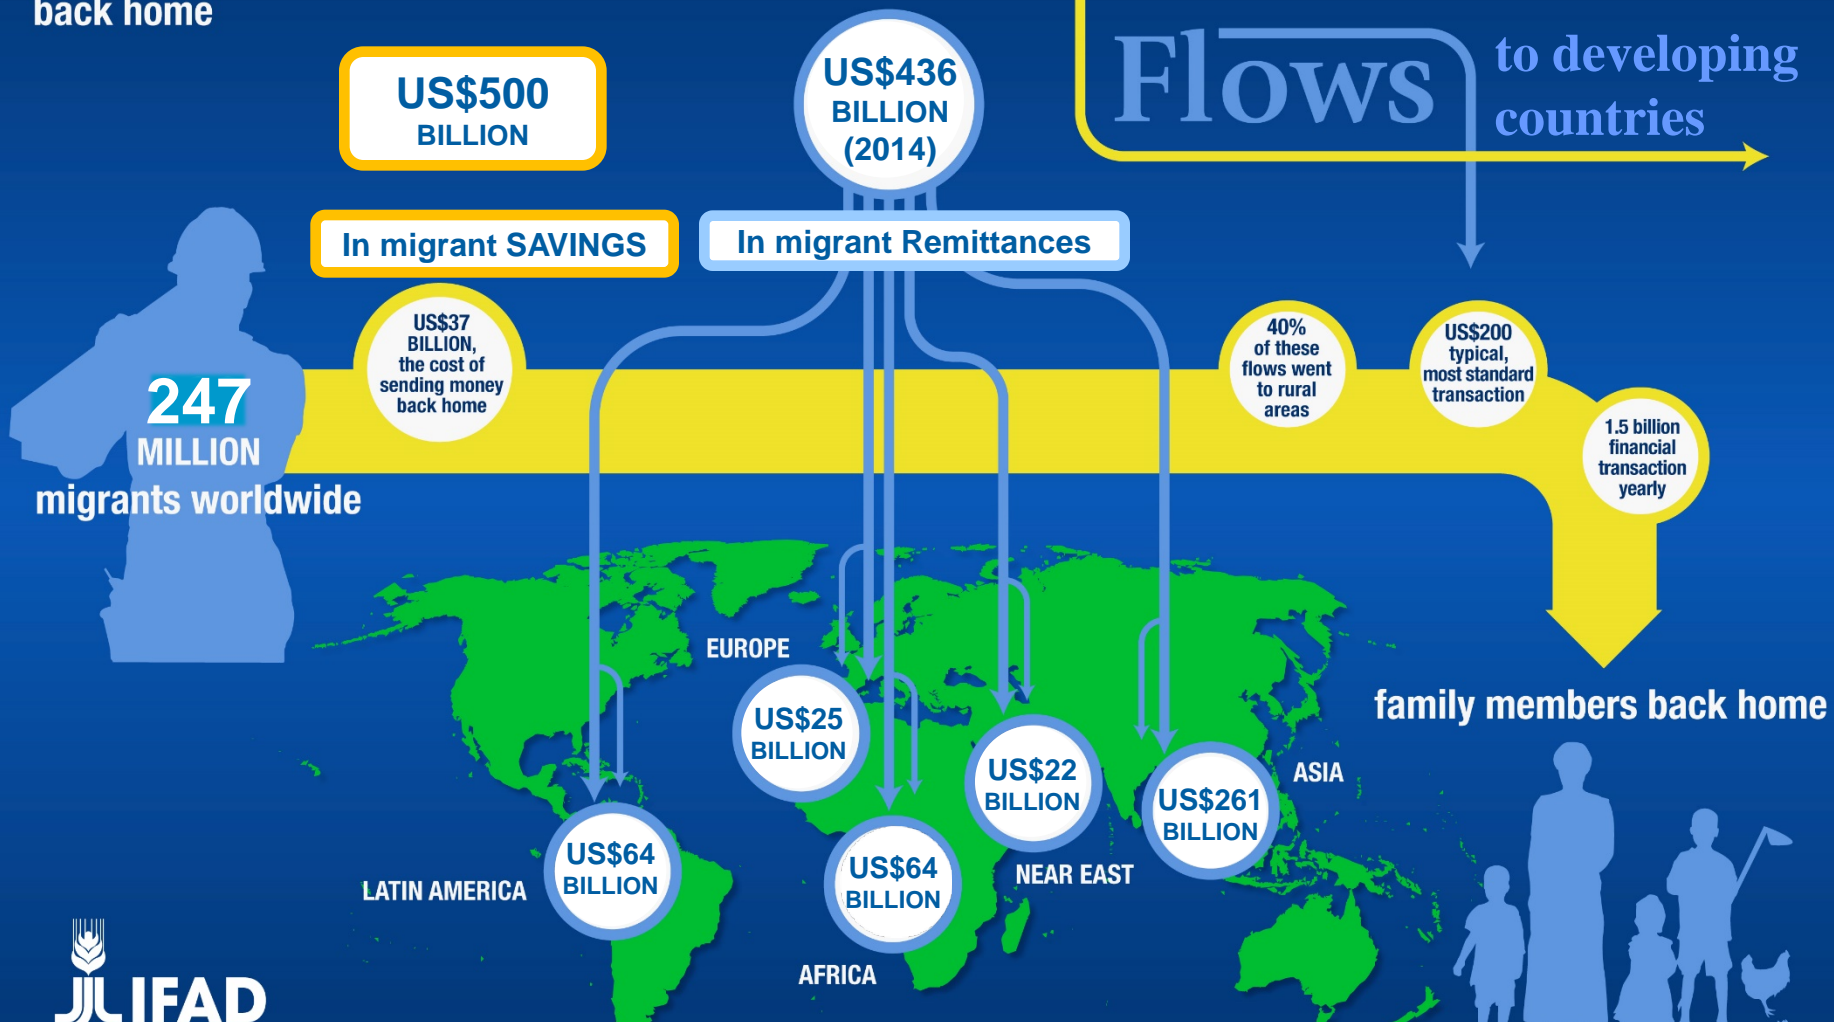 back home
US$500
BILLION
In migrant SAVINGS
US$436
BILLION
(2014)
In migrant Remittances
Flows
to developing
countries
247
MILLION
migrants worldwide
US$37
BILLION,
the cost of
sending money
back home
40%
of these
flows went
to rural
areas
US$200
typical,
most standard
transaction
1.5 billion
financial
transaction
yearly
family members back home
EUROPE
US$25
BILLION
US$22
BILLION
NEAR EAST
ASIA
US$261
BILLION
LATIN AMERICA
US$64
BILLION
US$64
BILLION
AFRICA
IFAD